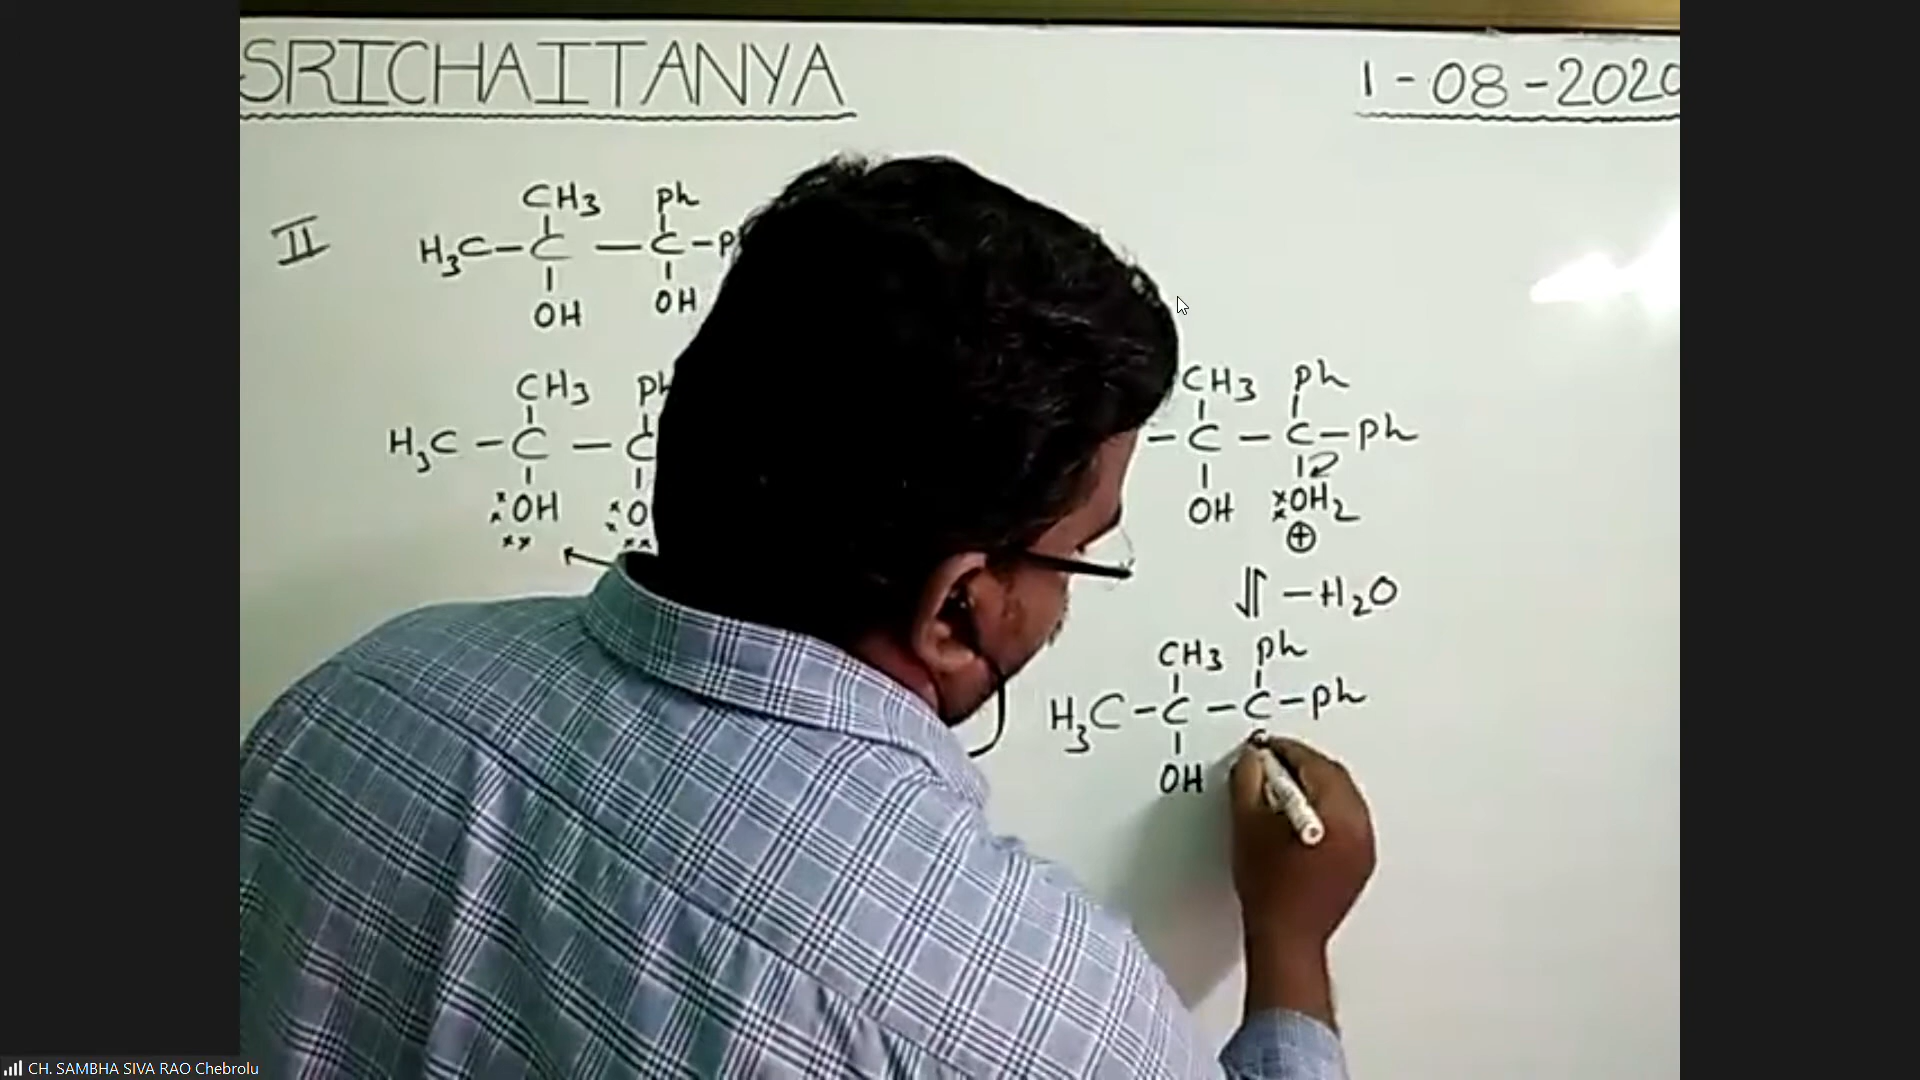 SRICHAITANYA
1-08-2020
II
CH3 ph
H3C-C-C-p
OH OH
CH3 ph
H3C-C-C
OH O
CH3 ph
-C-C-ph
OH OH2
⊕
⇌ -H2O
CH3 ph
H3C-C-C-ph
OH
CH. SAMBHA SIVA RAO Chebrolu